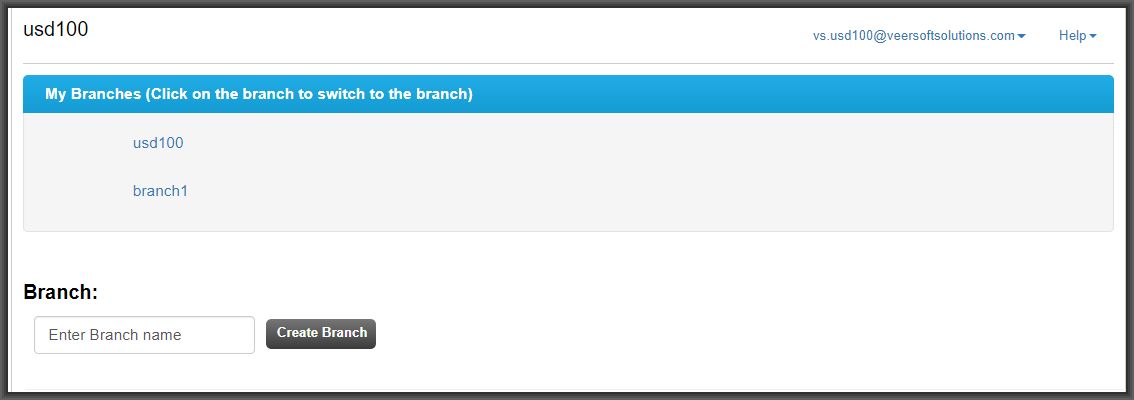 usd100
vs.usd100@veersoftsolutions.com Help
My Branches (Click on the branch to switch to the branch)
usd100
branch1
Branch:
Enter Branch name Create Branch